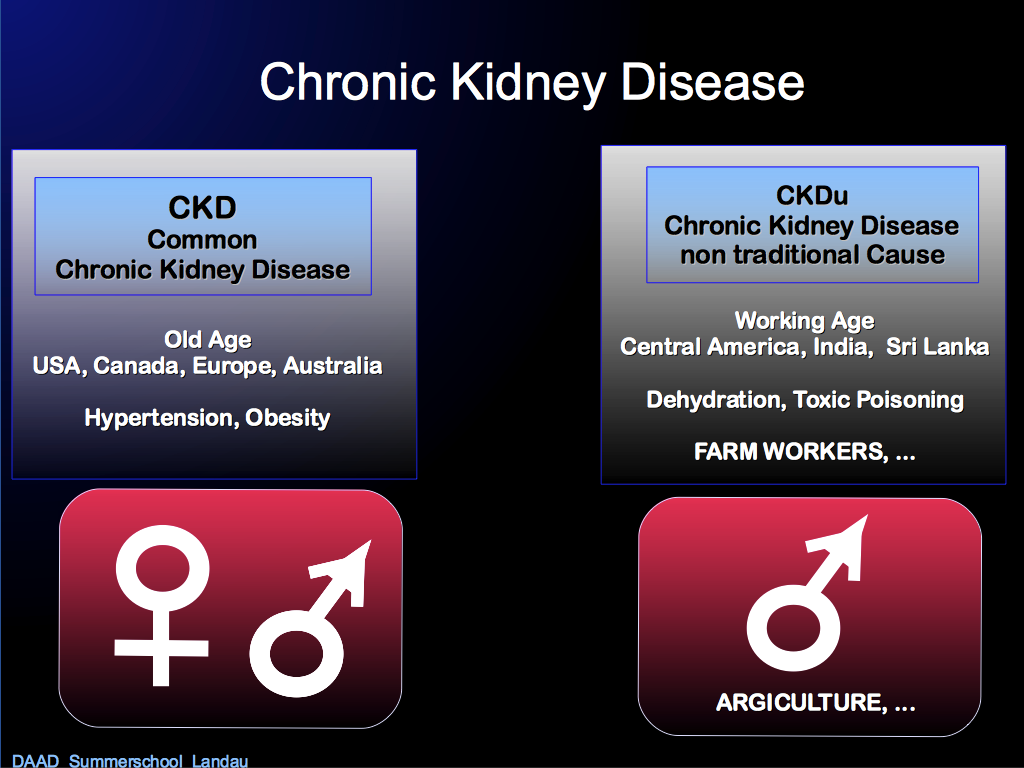 Chronic Kidney Disease
CKD
Common
Chronic Kidney Disease
Old Age
USA, Canada, Europe, Australia
Hypertension, Obesity
CKDu
Chronic Kidney Disease
non traditional Cause
Working Age
Central America, India, Sri Lanka
Dehydration, Toxic Poisoning
FARM WORKERS, ...
ARGICULTURE, ...
DAAD Summerschool Landau